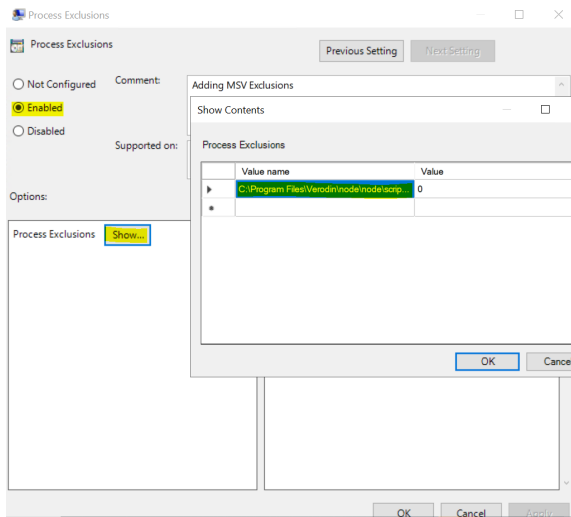 Process Exclusions
Process Exclusions
Previous Setting
Next Setting
Not Configured
Comment:
Adding MSV Exclusions
Enabled
Disabled
Supported on:
Options:
Process Exclusions
Show...
Show Contents
Process Exclusions
Value name
Value
C:\Program Files\Verodin\node\node\scrip...
0
OK
Cance
OK
Cancel
Apply